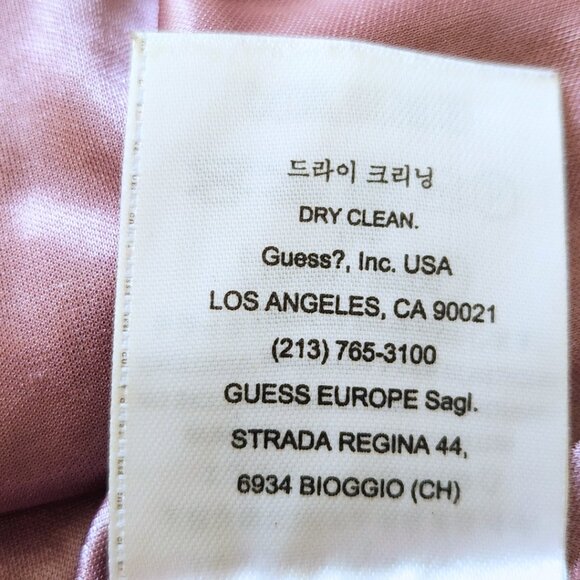 드라이 크리닝
DRY CLEAN.
Guess?, Inc. USA
LOS ANGELES, CA 90021
(213) 765-3100
GUESS EUROPE Sagl.
STRADA REGINA 44,
6934 BIOGGIO (CH)